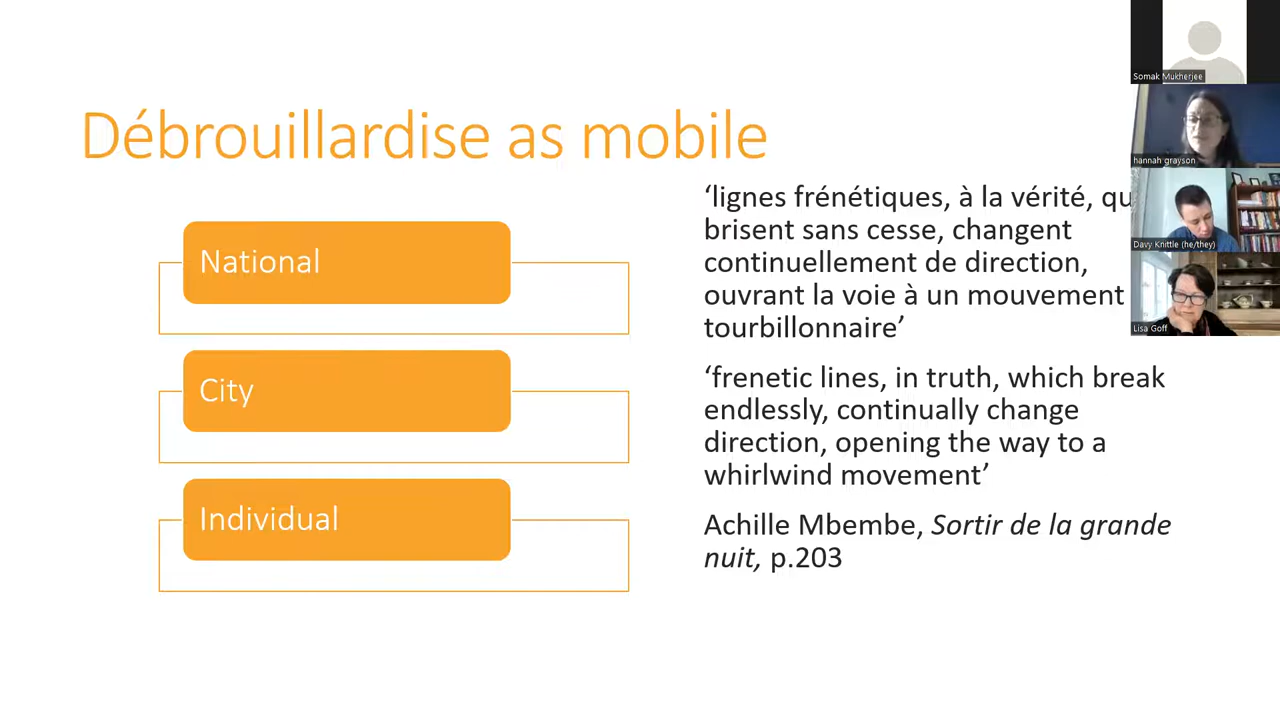 Débrouillardise as mobile
National
City
Individual
‘lignes frénétiques, à la vérité, qu
brisent sans cesse, changent
continuellement de direction,
ouvrant la voie à un mouvement
tourbillonnaire’
‘frenetic lines, in truth, which break
endlessly, continually change
direction, opening the way to a
whirlwind movement’
Achille Mbembe, Sortir de la grande
nuit, p.203
Somak Mukherjee
hannah grayson
Davy Knittle (he/they)
Lisa Goff